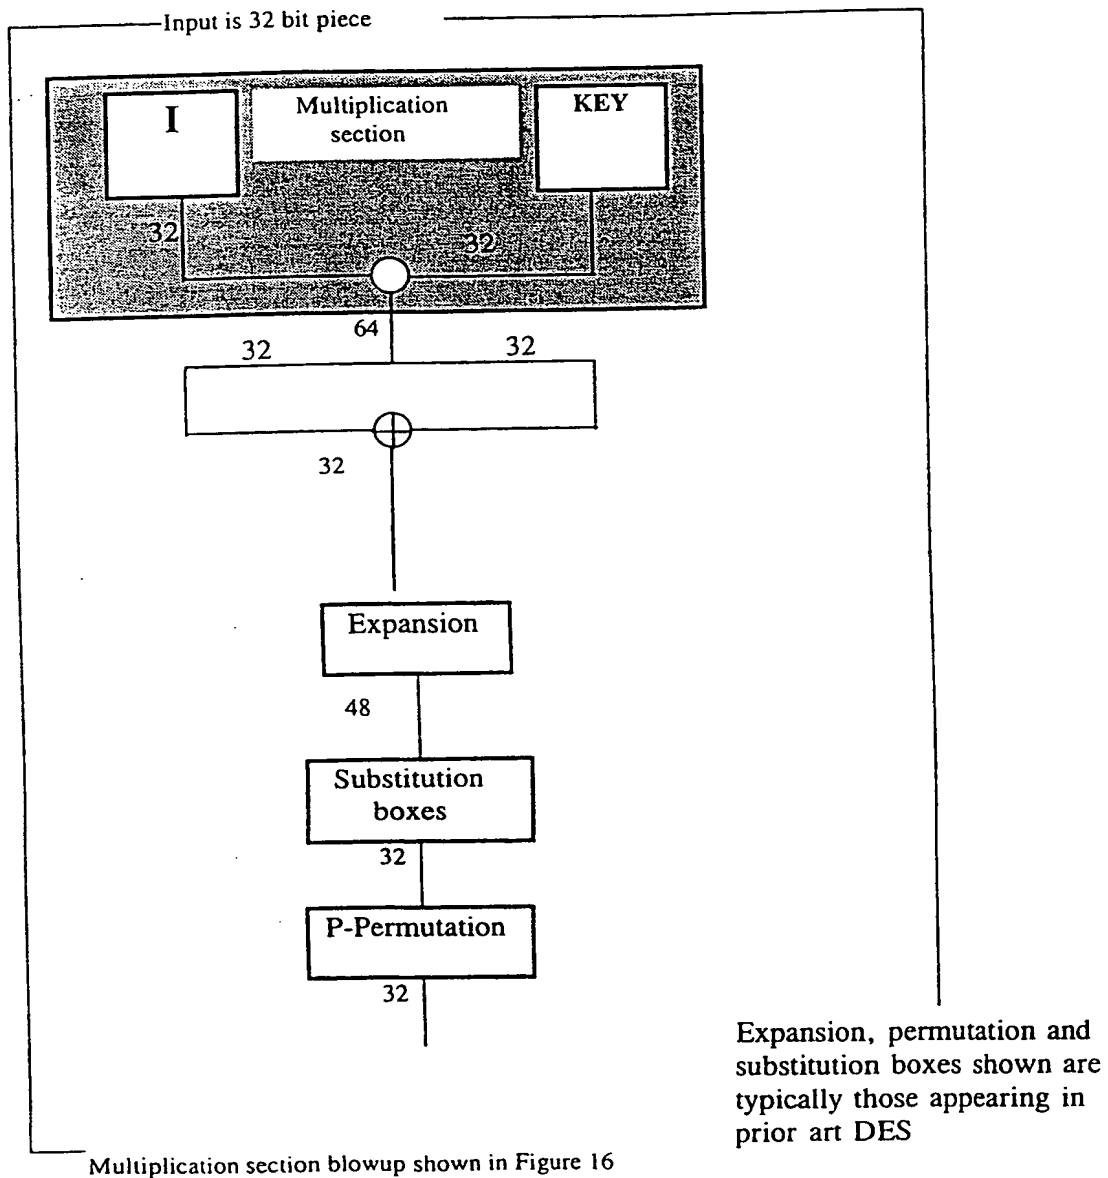 Input is 32 bit piece
I
Multiplication
section
KEY
32
32
64
32
32
32
Expansion
48
Substitution
boxes
32
P-Permutation
32
Expansion, permutation and
substitution boxes shown are
typically those appearing in
prior art DES
Multiplication section blowup shown in Figure 16